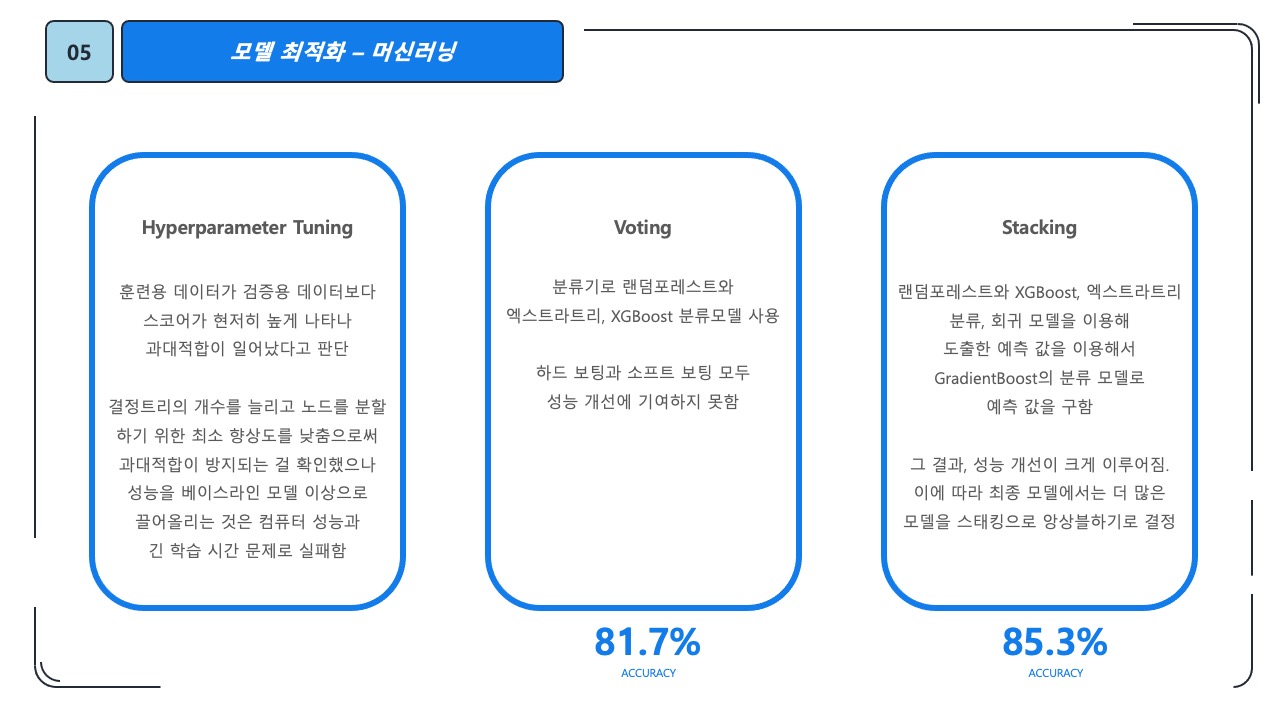 05
모델 최적화 – 머신러닝
Hyperparameter Tuning
훈련용 데이터가 검증용 데이터보다
스코어가 현저히 높게 나타나
과대적합이 일어났다고 판단
결정트리의 개수를 늘리고 노드를 분할
하기 위한 최소 향상도를 낮춤으로써
과대적합이 방지되는 걸 확인했으나
성능을 베이스라인 모델 이상으로
끌어올리는 것은 컴퓨터 성능과
긴 학습 시간 문제로 실패함
Voting
분류기로 랜덤포레스트와
엑스트라트리, XGBoost 분류모델 사용
하드 보팅과 소프트 보팅 모두
성능 개선에 기여하지 못함
81.7%
ACCURACY
Stacking
랜덤포레스트와 XGBoost, 엑스트라트리
분류, 회귀 모델을 이용해
도출한 예측 값을 이용해서
GradientBoost의 분류 모델로
예측 값을 구함
그 결과, 성능 개선이 크게 이루어짐.
이에 따라 최종 모델에서는 더 많은
모델을 스태킹으로 앙상블하기로 결정
85.3%
ACCURACY